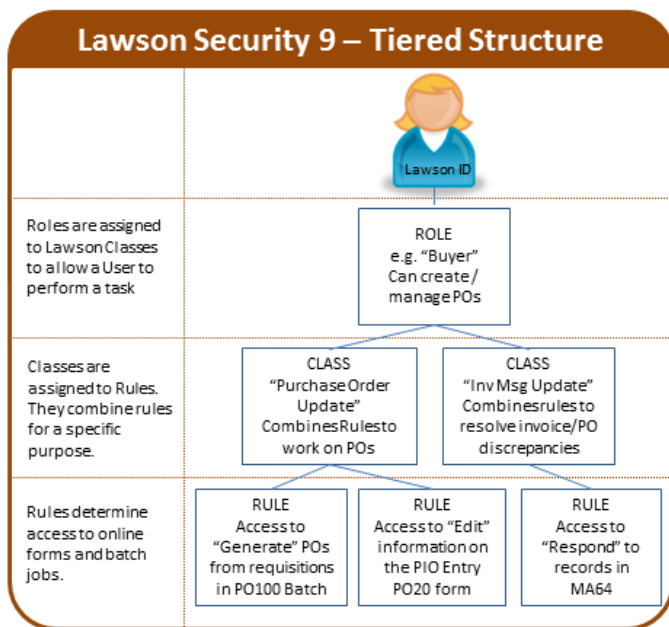 Lawson Security 9 – Tiered Structure
Lawson ID
Roles are assigned
to Lawson Classes
to allow a User to
perform a task
ROLE
e.g. “Buyer”
Can create /
manage POs
Classes are
assigned to Rules.
They combine rules
for a specific
purpose.
CLASS
“Purchase Order
Update”
Combines Rules to
work on POs
CLASS
“Inv Msg Update”
Combines rules to
resolve invoice/PO
discrepancies
Rules determine
access to online
forms and batch
jobs.
RULE
Access to
“Generate” POs
from requisitions
in PO100 Batch
RULE
Access to “Edit”
information on
the PIO Entry
PO20 form
RULE
Access to
“Respond” to
records in
MA64